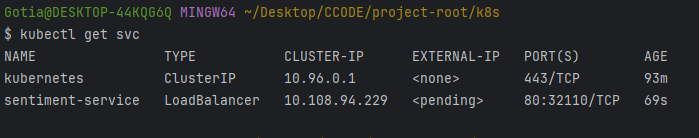 Gotia@DESKTOP-44KQG6Q MINGW64 ~/Desktop/CCODE/project-root/k8s
$ kubectl get svc
NAME TYPE CLUSTER-IP EXTERNAL-IP PORT(S) AGE
kubernetes ClusterIP 10.96.0.1 <none> 443/TCP 93m
sentiment-service LoadBalancer 10.108.94.229 <pending> 80:32110/TCP 69s